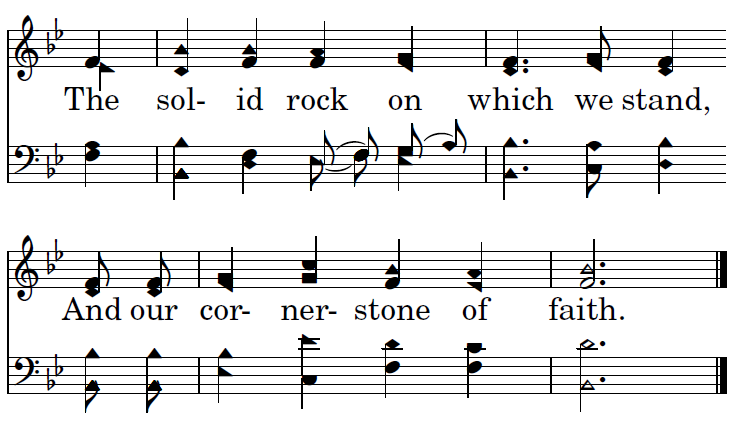 The sol- id rock on which we stand,
And our cor- ner- stone of faith.